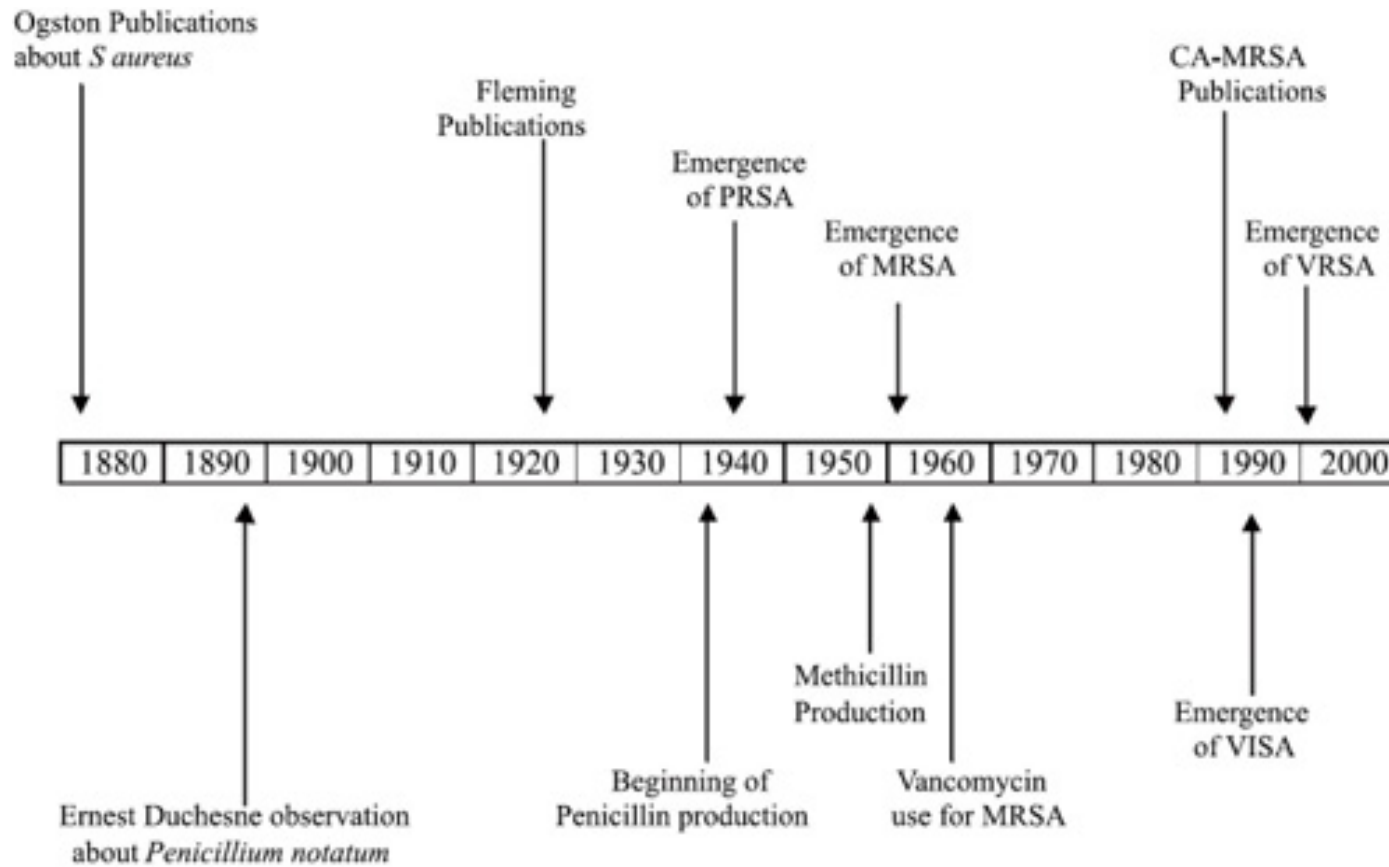 Ogston Publications
about S aureus
Fleming
Publications
Emergence
of PRSA
Emergence
of MRSA
CA-MRSA
Publications
Emergence
of VRSA
1880 1890 1900 1910 1920 1930 1940 1950 1960 1970 1980 1990 2000
Ernest Duchesne observation
about Penicillium notatum
Beginning of
Penicillin production
Methicillin
Production
Vancomycin
use for MRSA
Emergence
of VISA